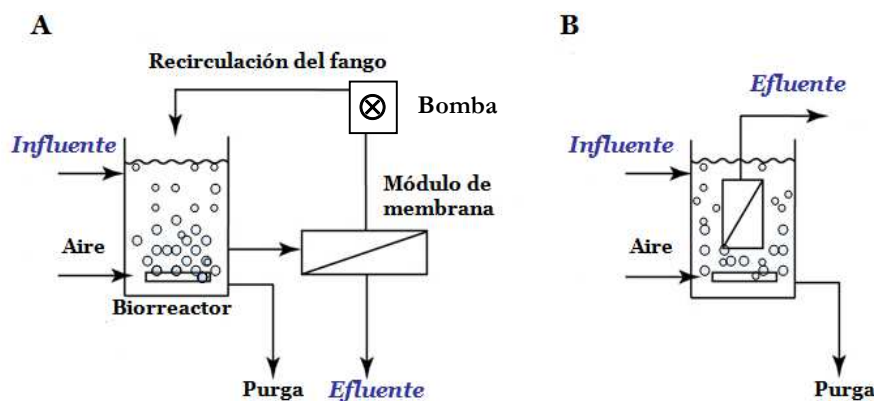 A
Recirculación del fango
Bomba
Influente
Módulo de
membrana
Aire
Biorreactor
Purga
Efluente
B
Efluente
Influente
Aire
Purga